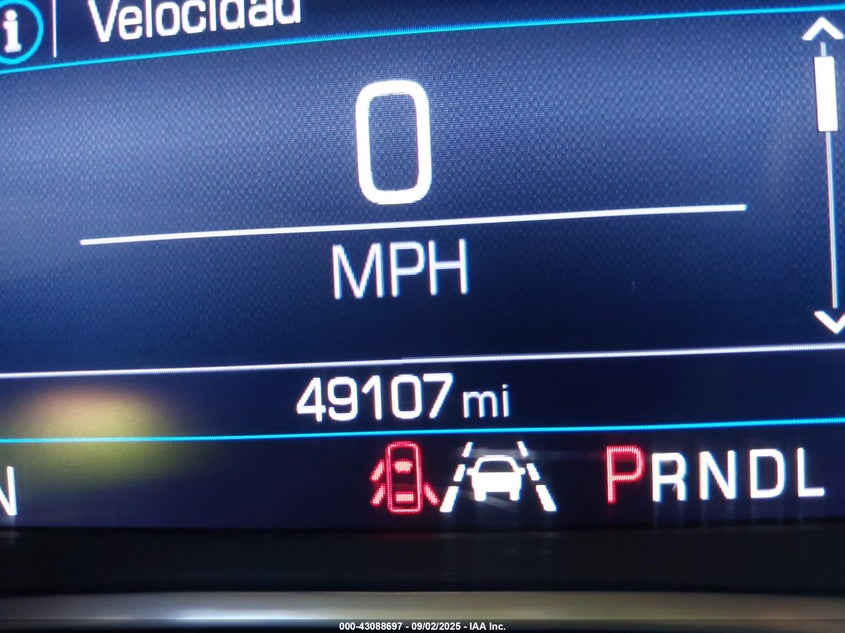 i Velocidad
0
MPH
49107 mi
N PRNDL
000-43088697 - 09/02/2025 - IAA Inc.